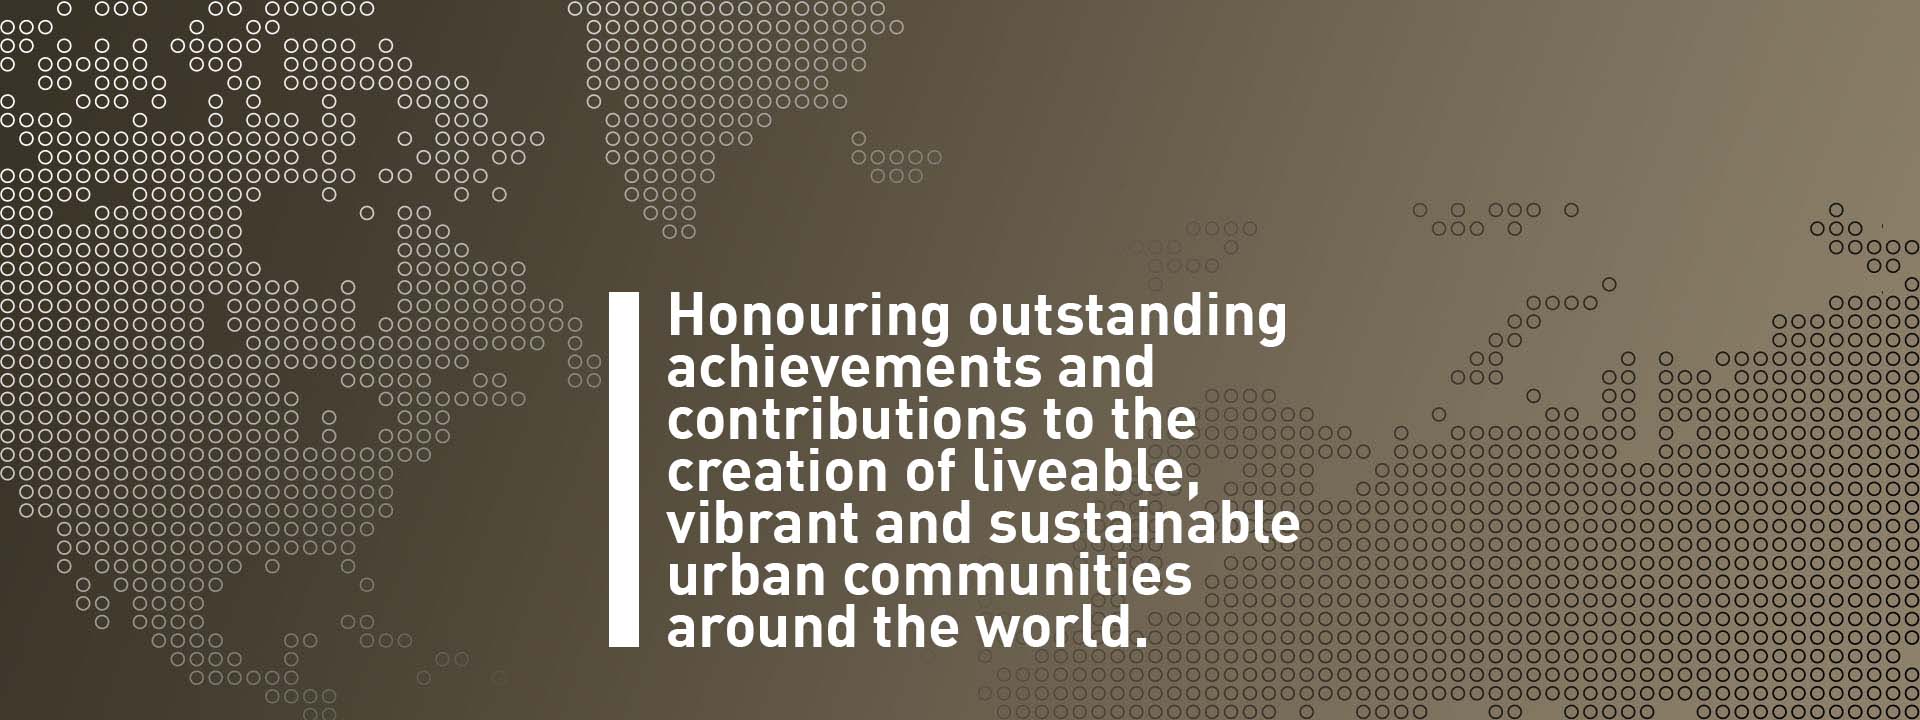 Honouring outstanding
achievements and
contributions to the
creation of liveable,
vibrant and sustainable
urban communities
around the world.